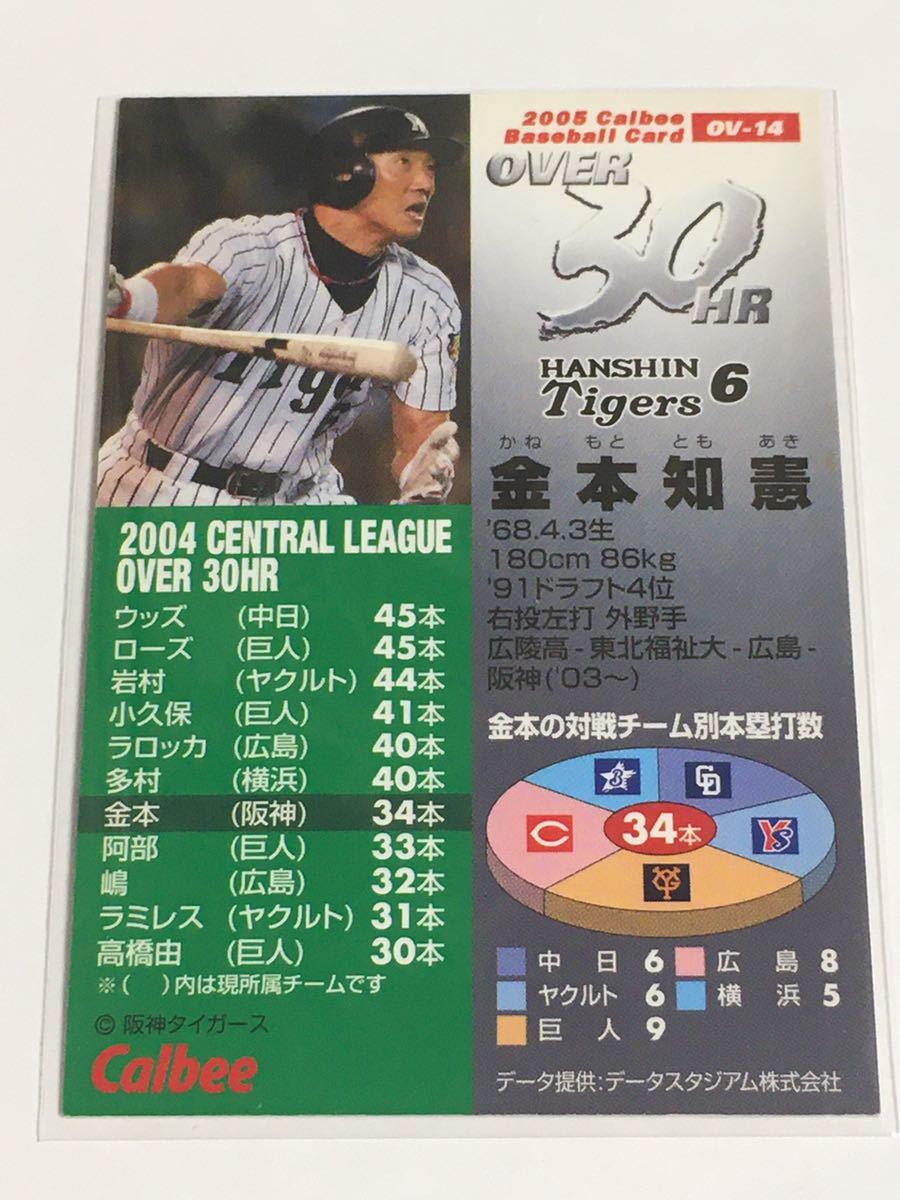 2005 Calbee
Baseball Card
OV-14
OVER
30
HR
HANSHIN
Tigers 6
かね もと とも あき
金本知憲
'68.4.3生
180cm 86kg
'91ドラフト4位
右投左打 外野手
広陵高-東北福祉大-広島-
阪神('03〜)
金本の対戦チーム別本塁打数
34本
中日 6 広島 8
ヤクルト 6 横浜 5
巨人 9
データ提供:データスタジアム株式会社
Tige
2004 CENTRAL LEAGUE
OVER 30HR
ウッズ (中日) 45本
ローズ (巨人) 45本
岩村 (ヤクルト) 44本
小久保 (巨人) 41本
ラロッカ (広島) 40本
多村 (横浜) 40本
金本 (阪神) 34本
阿部 (巨人) 33本
嶋 (広島) 32本
ラミレス (ヤクルト) 31本
高橋由 (巨人) 30本
※( )内は現所属チームです
© 阪神タイガース
Calbee